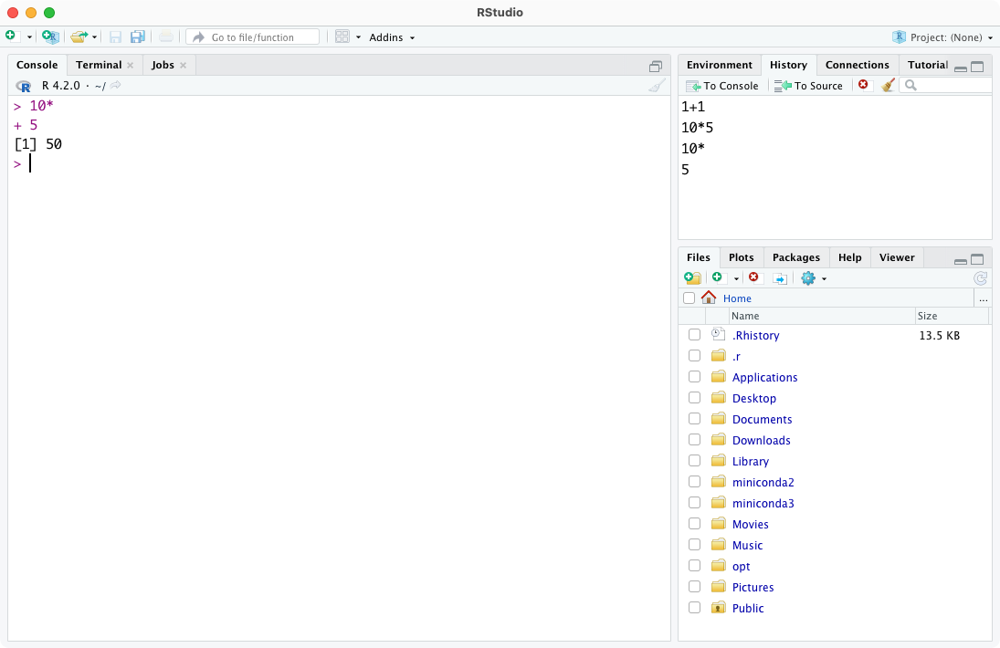 RStudio
Go to file/function Addins Project: (None)
Console Terminal Jobs
R 4.2.0 · ~/
> 10*
+ 5
[1] 50
>
Environment History Connections Tutorial
To Console To Source
1+1
10*5
10*
5
Files Plots Packages Help Viewer
Home ...
Name Size
.Rhistory 13.5 KB
.r
Applications
Desktop
Documents
Downloads
Library
miniconda2
miniconda3
Movies
Music
opt
Pictures
Public